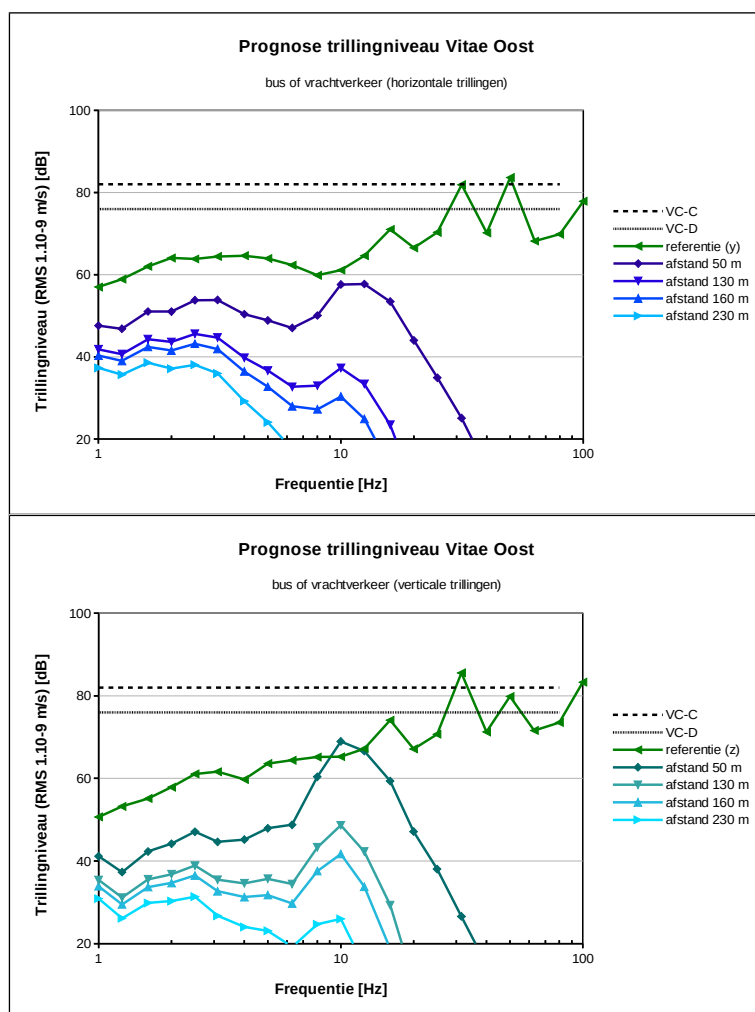 Prognose trillingniveau Vitae Oost
bus of vrachtverkeer (horizontale trillingen)
Trillingniveau (RMS 1.10-9 m/s) [dB]
100
80
60
40
20
1
10
100
Frequentie [Hz]
VC-C
VC-D
referentie (y)
afstand 50 m
afstand 130 m
afstand 160 m
afstand 230 m
Prognose trillingniveau Vitae Oost
bus of vrachtverkeer (verticale trillingen)
Trillingniveau (RMS 1.10-9 m/s) [dB]
100
80
60
40
20
1
10
100
Frequentie [Hz]
VC-C
VC-D
referentie (z)
afstand 50 m
afstand 130 m
afstand 160 m
afstand 230 m